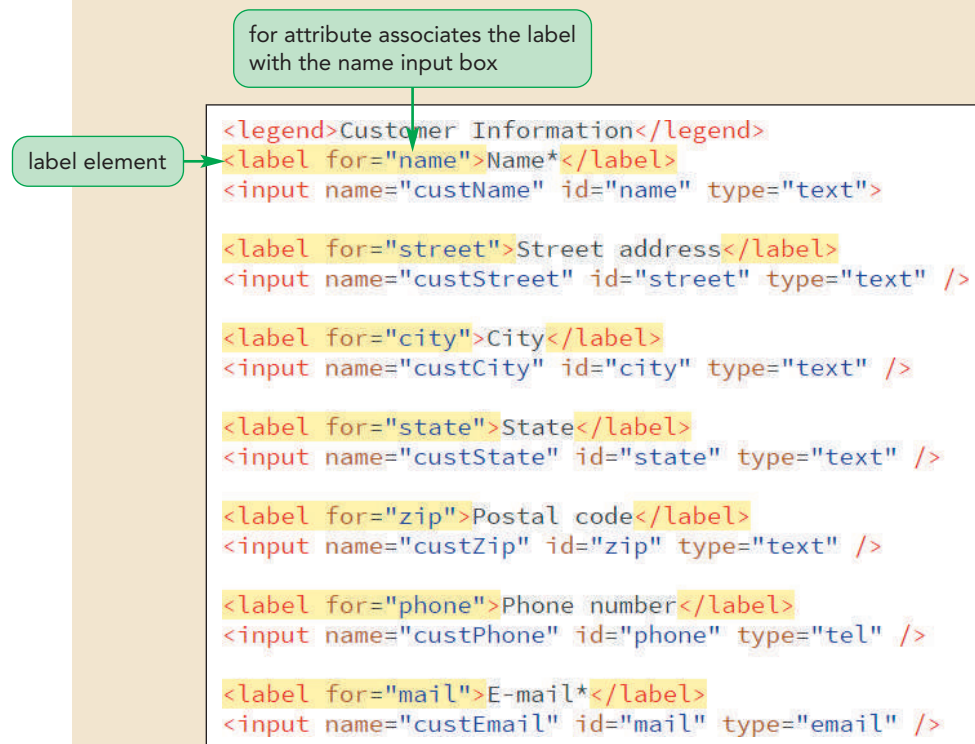 for attribute associates the label
with the name input box
label element
<legend>Customer Information</legend>
<label for="name">Name*</label>
<input name="custName" id="name" type="text">
<label for="street">Street address</label>
<input name="custStreet" id="street" type="text" />
<label for="city">City</label>
<input name="custCity" id="city" type="text" />
<label for="state">State</label>
<input name="custState" id="state" type="text" />
<label for="zip">Postal code</label>
<input name="custZip" id="zip" type="text" />
<label for="phone">Phone number</label>
<input name="custPhone" id="phone" type="tel" />
<label for="mail">E-mail*</label>
<input name="custEmail" id="mail" type="email" />